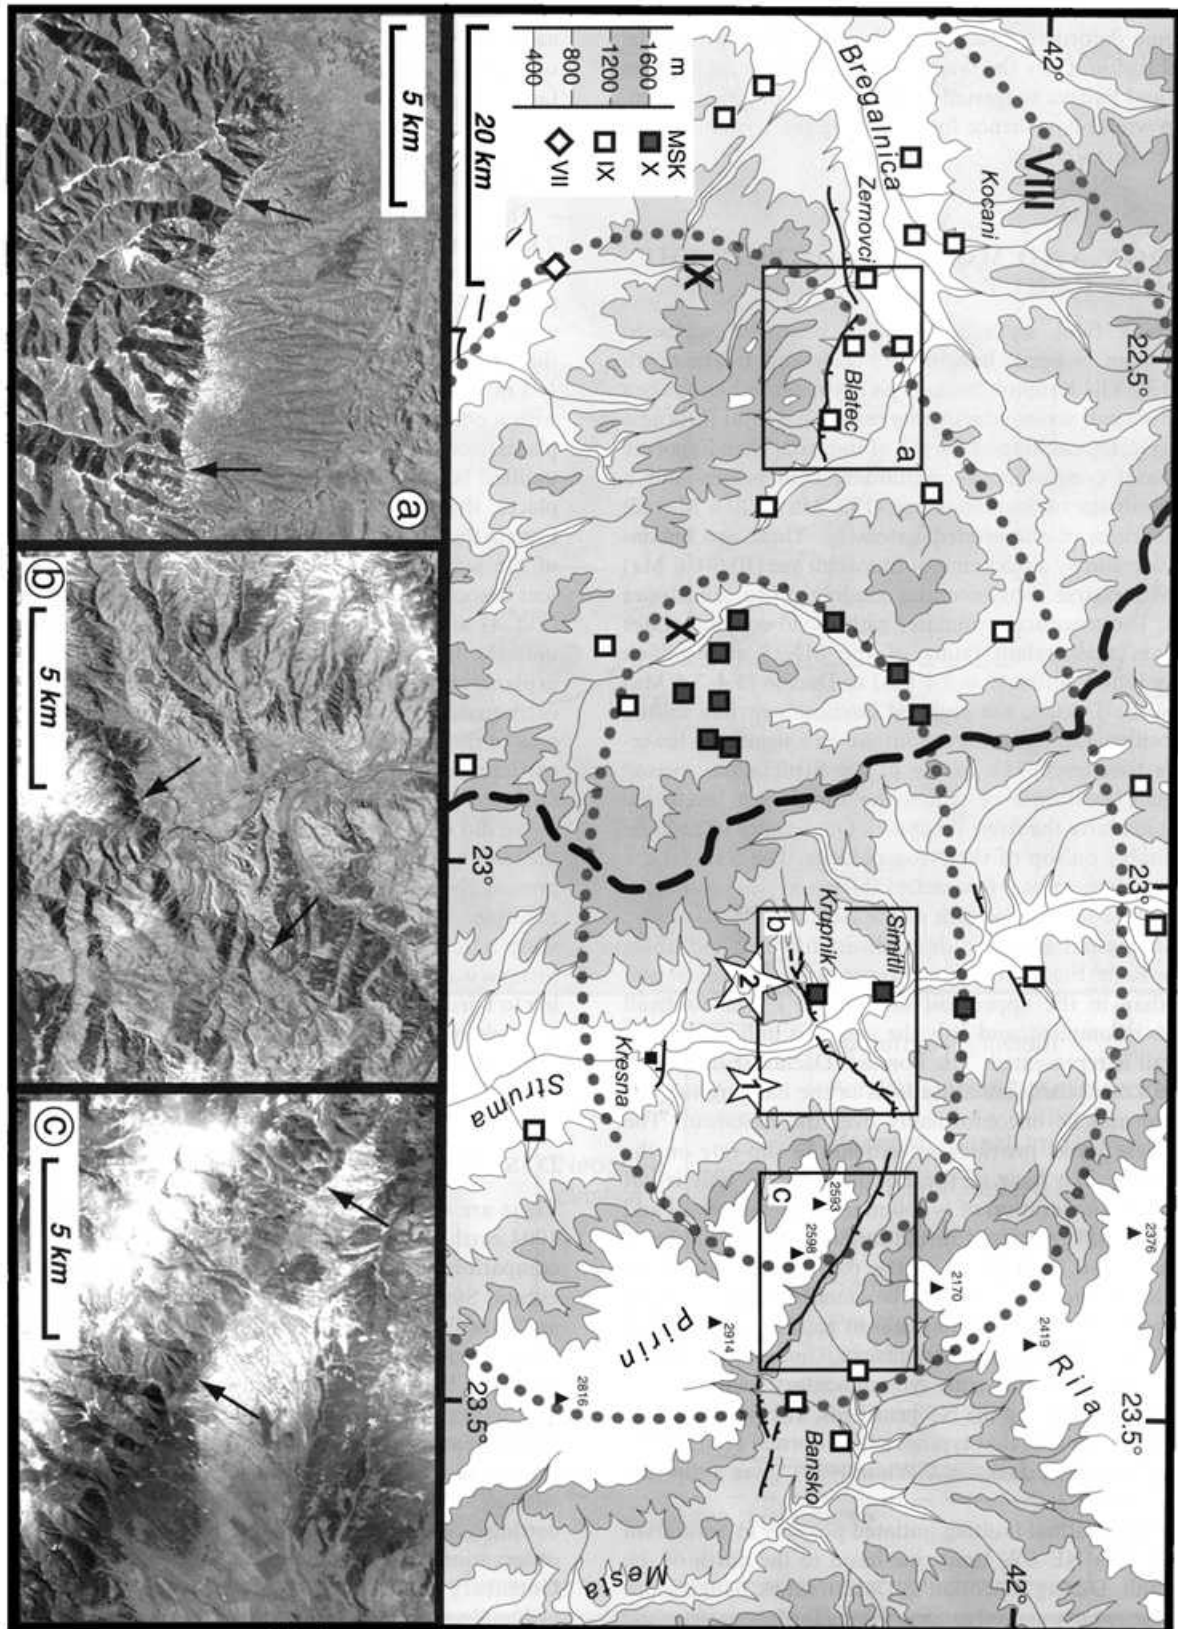 42°
22.5°
23°
23.5°
42°
VIII
Kocani
Bregalnica
Zernovci
Blatec
a
IX
X
Simitli
Krupnik
b
2
1
Kresna
Struma
c
2593
2598
2914
2816
2170
2419
2376
Pirin
Rila
Bansko
Mesta
23°
23.5°
MSK
X
IX
VII
m
1600
1200
800
400
20 km
a
5 km
b
5 km
c
5 km